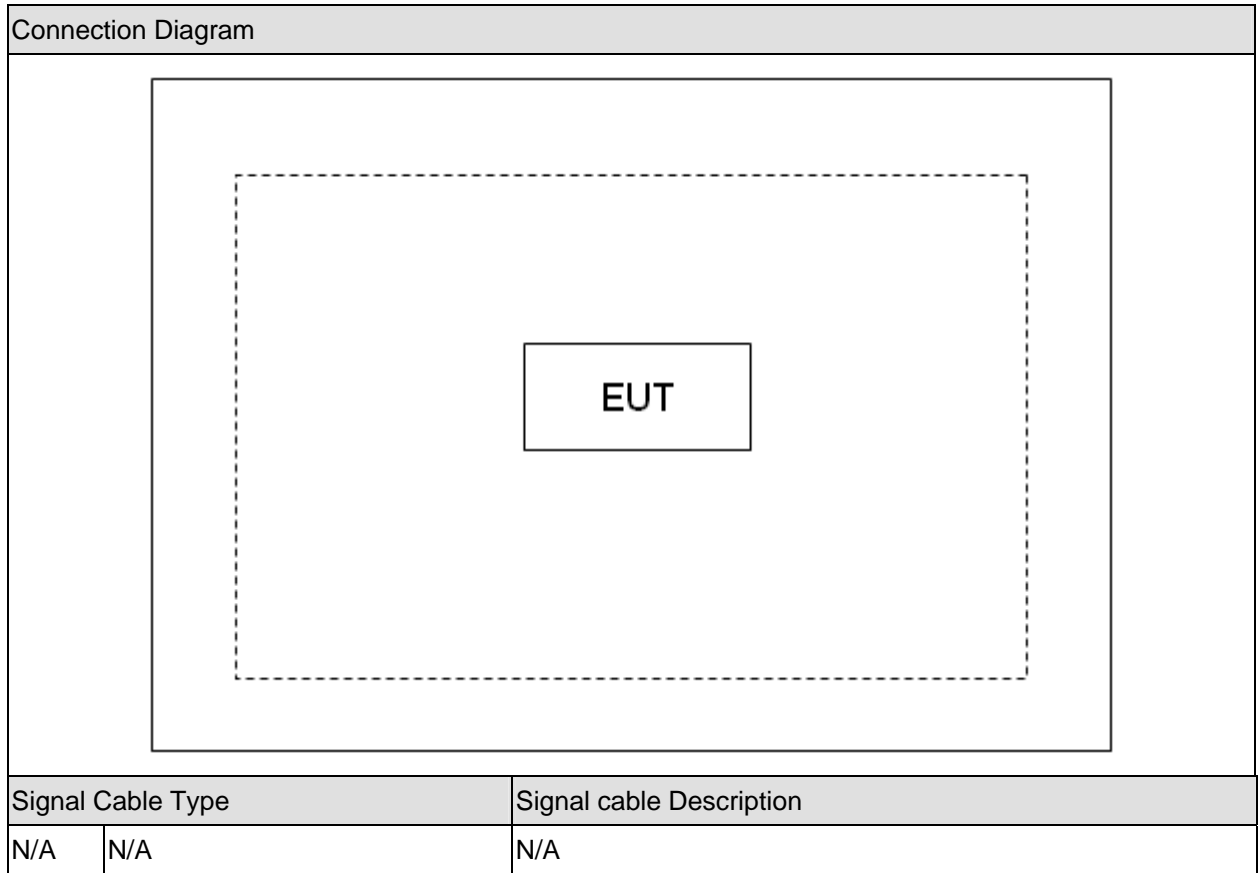 Connection Diagram
EUT
Signal Cable Type Signal cable Description
N/A N/A N/A